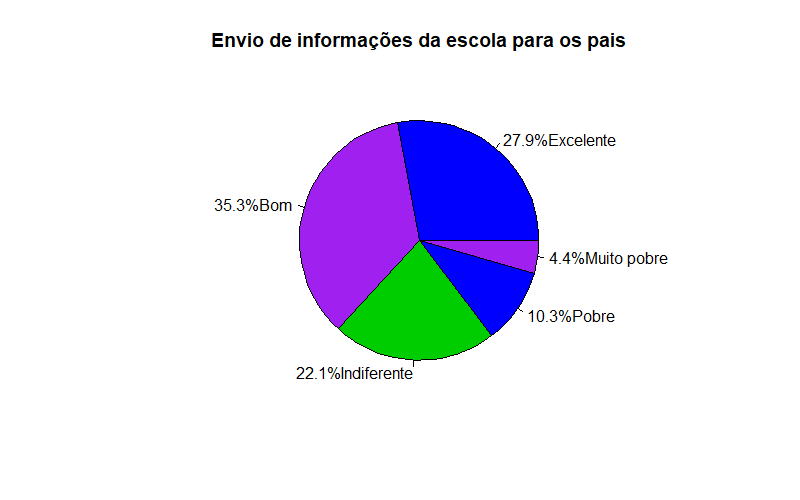 Envio de informações da escola para os pais
27.9%Excelente
35.3%Bom
4.4%Muito pobre
10.3%Pobre
22.1%Indiferente